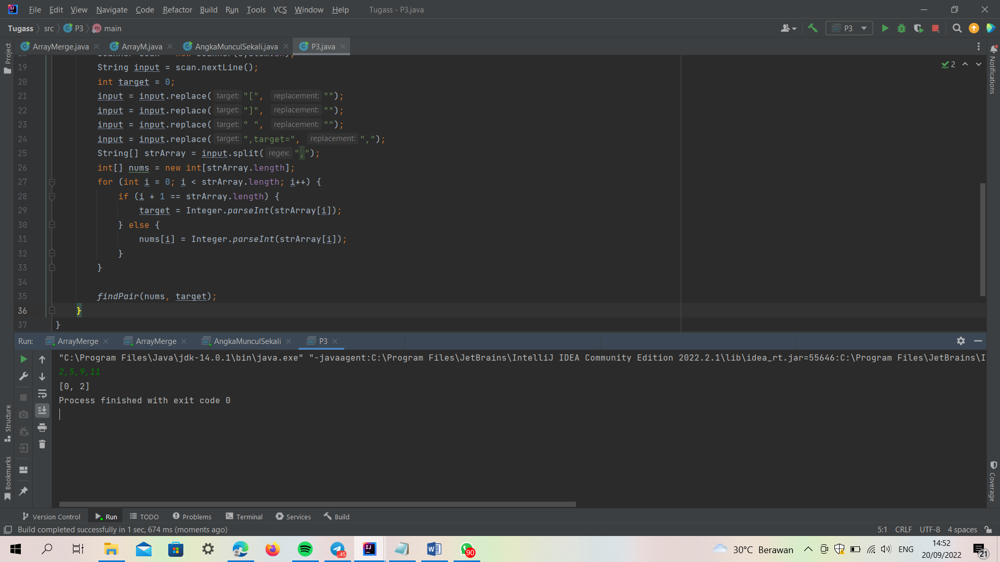 File Edit View Navigate Code Refactor Build Run Tools VCS Window Help Tugass - P3.java
Tugass src P3 main P3
ArrayMerge.java ArrayM.java AngkaMunculSekali.java P3.java
Project
Notifications
2
18 Scanner scan = new Scanner(System.in);
19 String input = scan.nextLine();
20 int target = 0;
21 input = input.replace( target: "[", replacement: "");
22 input = input.replace( target: "]", replacement: "");
23 input = input.replace( target: " ", replacement: "");
24 input = input.replace( target: ",target=", replacement: ",");
25 String[] strArray = input.split( regex: ",");
26 int[] nums = new int[strArray.length];
27 for (int i = 0; i < strArray.length; i++) {
28 if (i + 1 == strArray.length) {
29 target = Integer.parseInt(strArray[i]);
30 } else {
31 nums[i] = Integer.parseInt(strArray[i]);
32 }
33 }
34
35 findPair(nums, target);
36 }
37 }
Run: ArrayMerge ArrayMerge AngkaMunculSekali P3
"C:\Program Files\Java\jdk-14.0.1\bin\java.exe" "-javaagent:C:\Program Files\JetBrains\IntelliJ IDEA Community Edition 2022.2.1\lib\idea_rt.jar=55646:C:\Program Files\JetBrains\I
2,5,9,11
[0, 2]
Process finished with exit code 0
Structure
Bookmarks
Coverage
Version Control Run TODO Problems Terminal Services Build
Build completed successfully in 1 sec, 674 ms (moments ago) 5:1 CRLF UTF-8 4 spaces
..45 IJ W 90 30°C Berawan ENG 14:52 20/09/2022 21